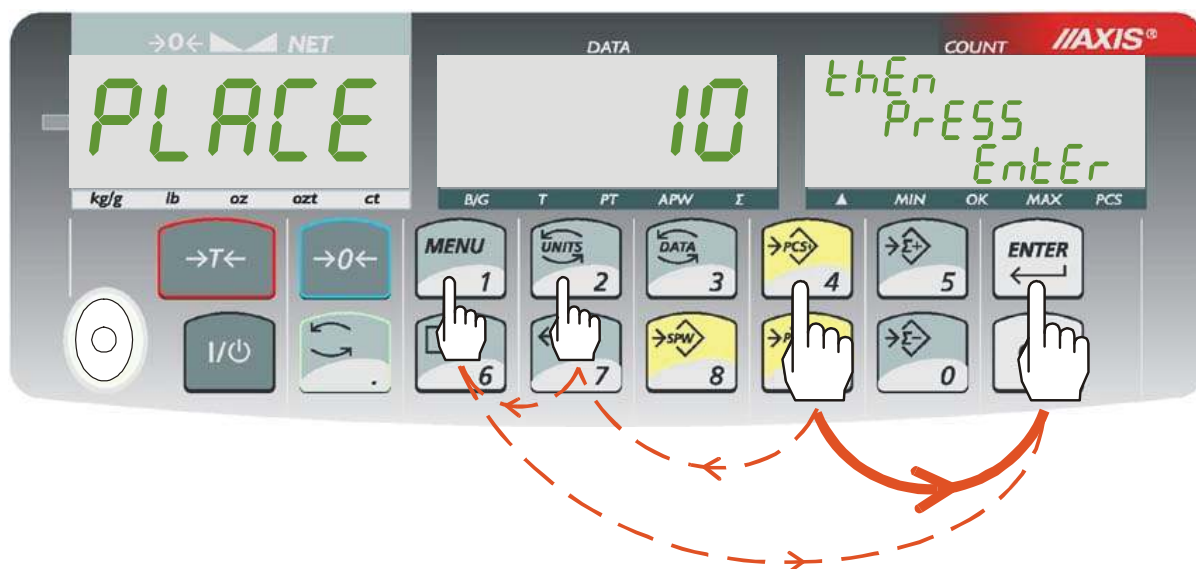 →0← NET DATA COUNT //AXIS®
PLACE 10 thEn
PrESS
EntEr
kg/g lb oz ozt ct B/G T PT APW Σ ▲ MIN OK MAX PCS
→T← →0← MENU 1 UNITS 2 DATA 3 →PCS 4 →Σ+ 5 ENTER
I/⏻ . 6 7 →SPW 8 0 →Σ-